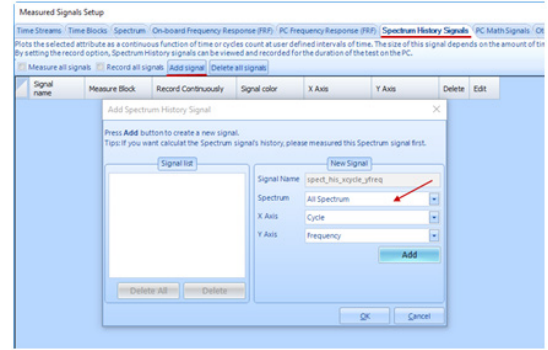 Measured Signals Setup
Time Streams Time Blocks Spectrum On-board Frequency Response (FRF) PC Frequency Response (FRF) Spectrum History Signals PC Math Signals
Plots the selected attribute as a continuous function of time or cycles count at user defined intervals of time. The size of this signal depends on the amount of
By setting the record option, Spectrum History signals can be viewed and recorded for the duration of the test on the PC.
Measure all signals Record all signals Add signal Delete all signals
Signal name Measure Block Record Continuously Signal color X Axis Y Axis Delete Edit
Add Spectrum History Signal
Press Add button to create a new signal.
Tips: If you want calculat the Spectrum signal's history, please measured this Spectrum signal first.
Signal list New Signal
Signal Name spect_his_xcycle_yfreq
Spectrum All Spectrum
X Axis Cycle
Y Axis Frequency
Add
Delete All Delete
OK Cancel